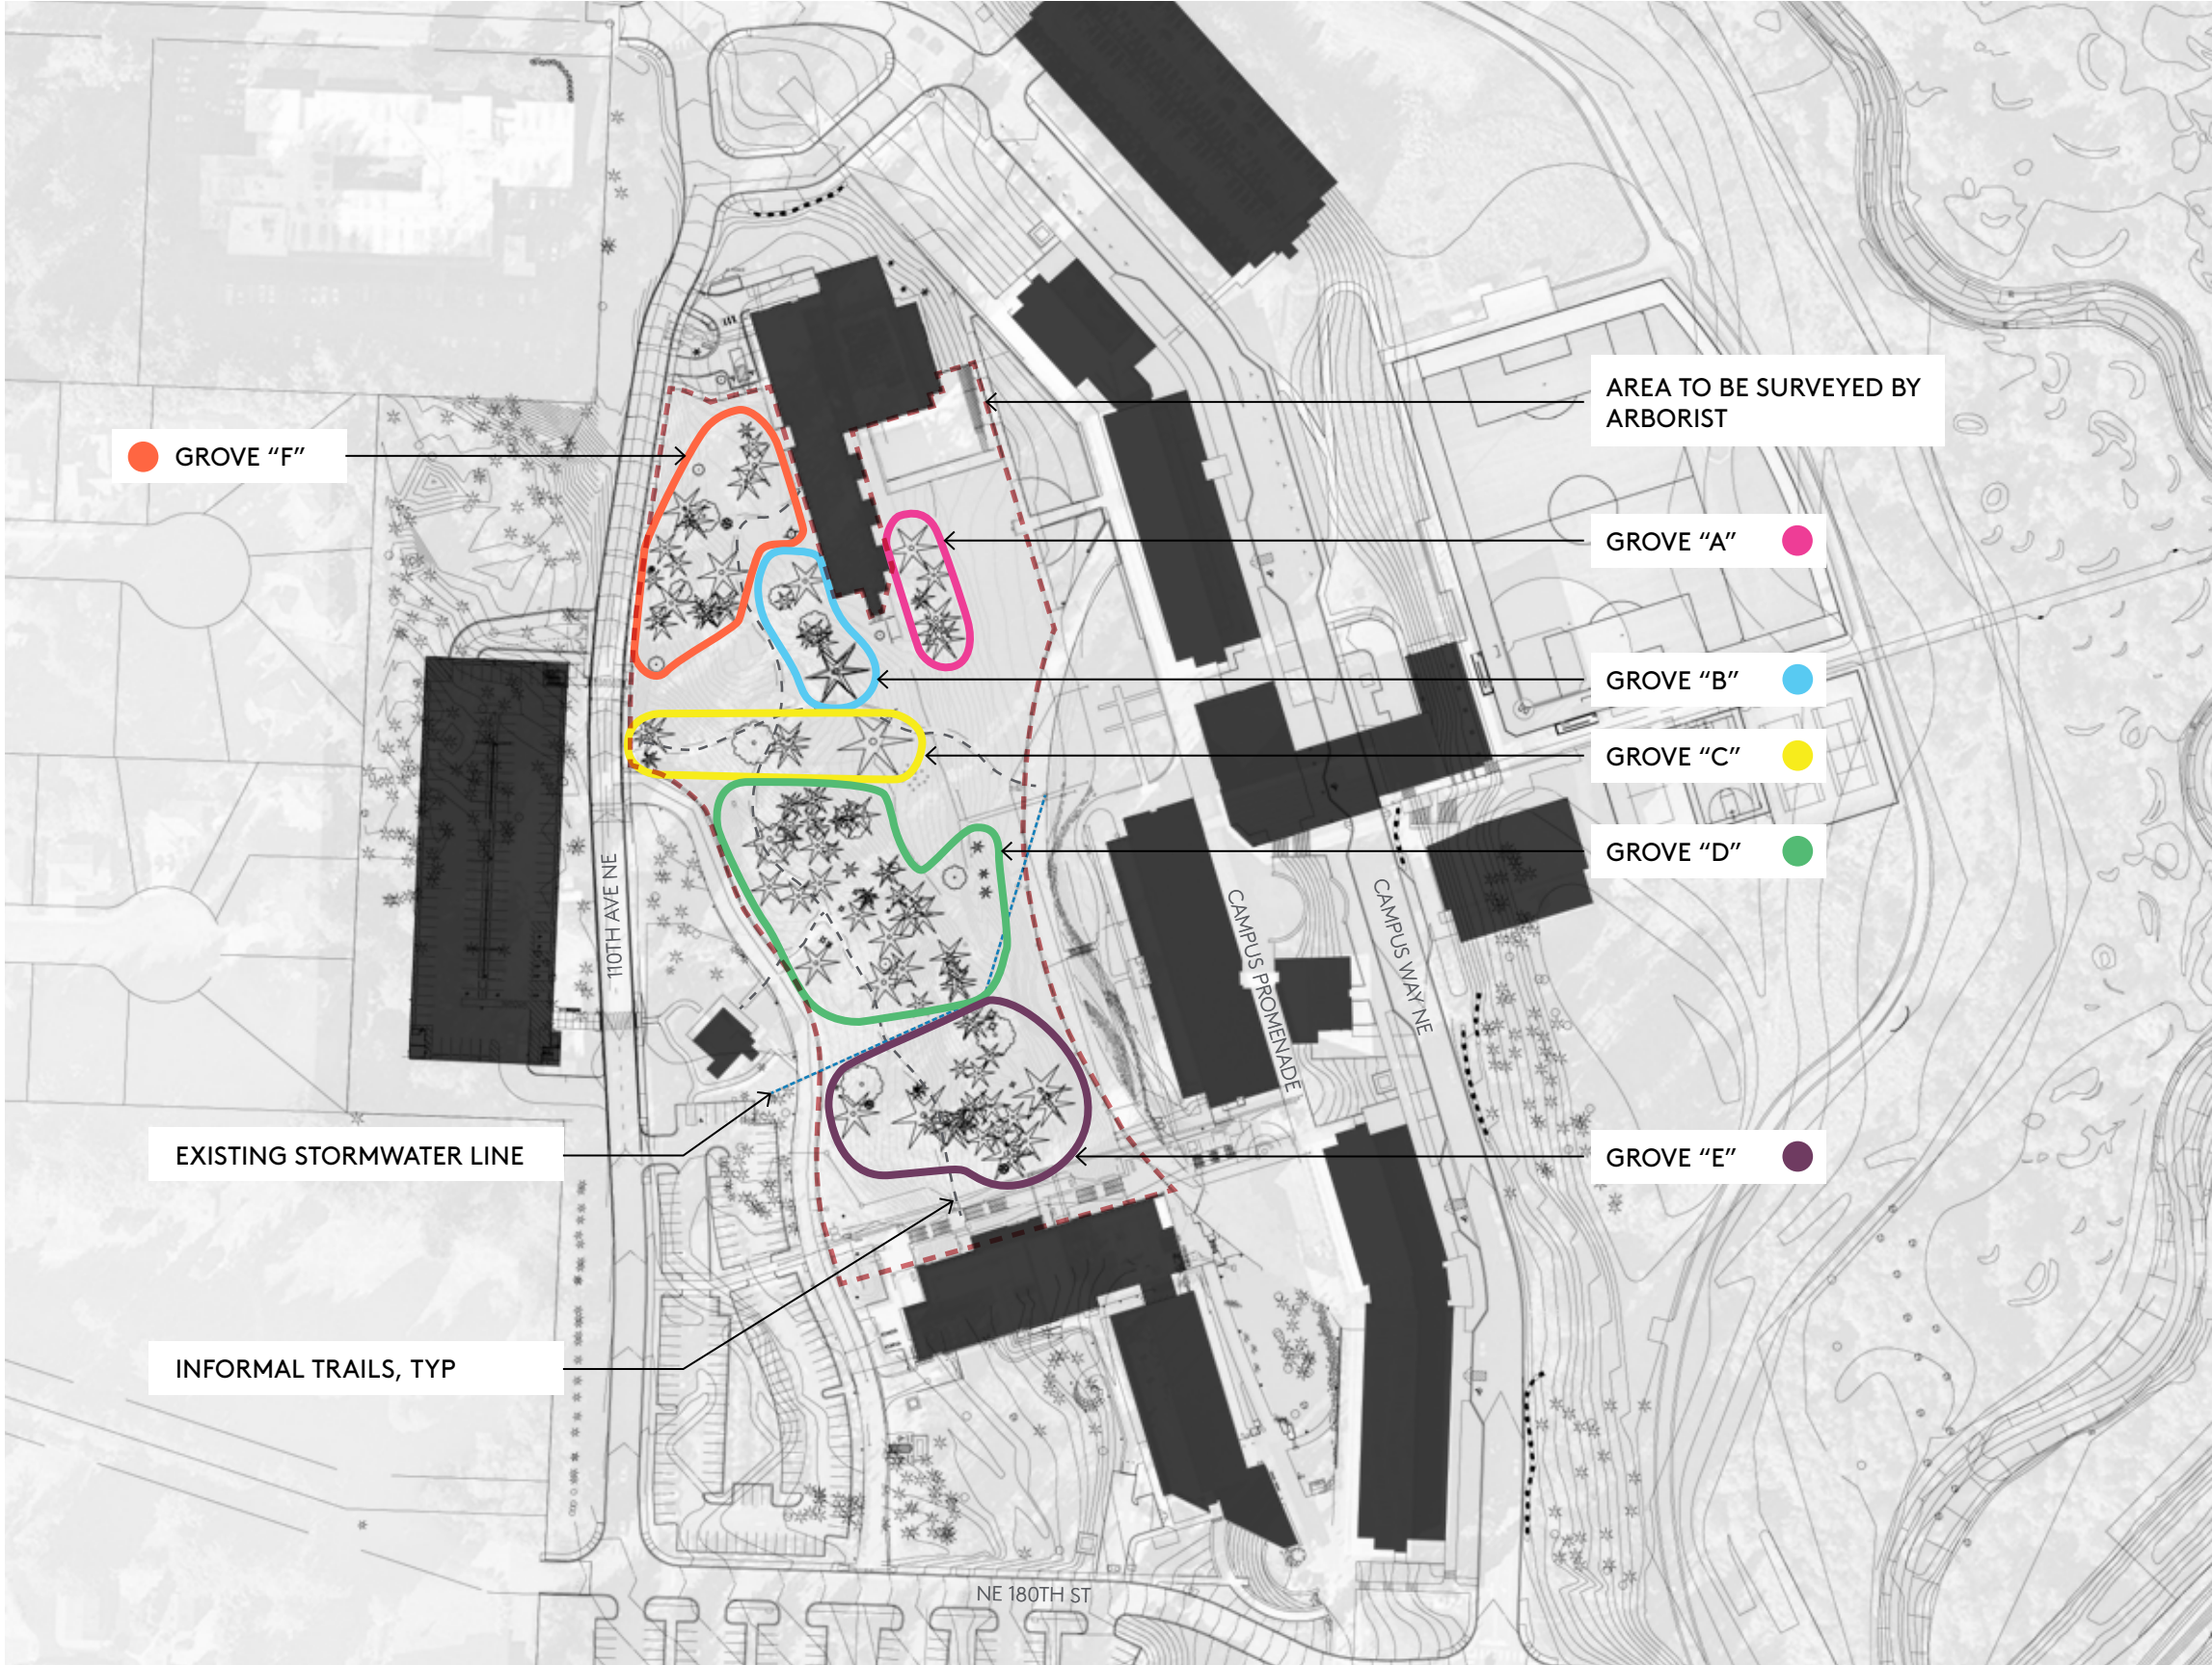 AREA TO BE SURVEYED BY
ARBORIST
GROVE “F”
GROVE “A”
GROVE “B”
GROVE “C”
GROVE “D”
110TH AVE NE
CAMPUS PROMENADE
CAMPUS WAY NE
EXISTING STORMWATER LINE
GROVE “E”
INFORMAL TRAILS, TYP
NE 180TH ST